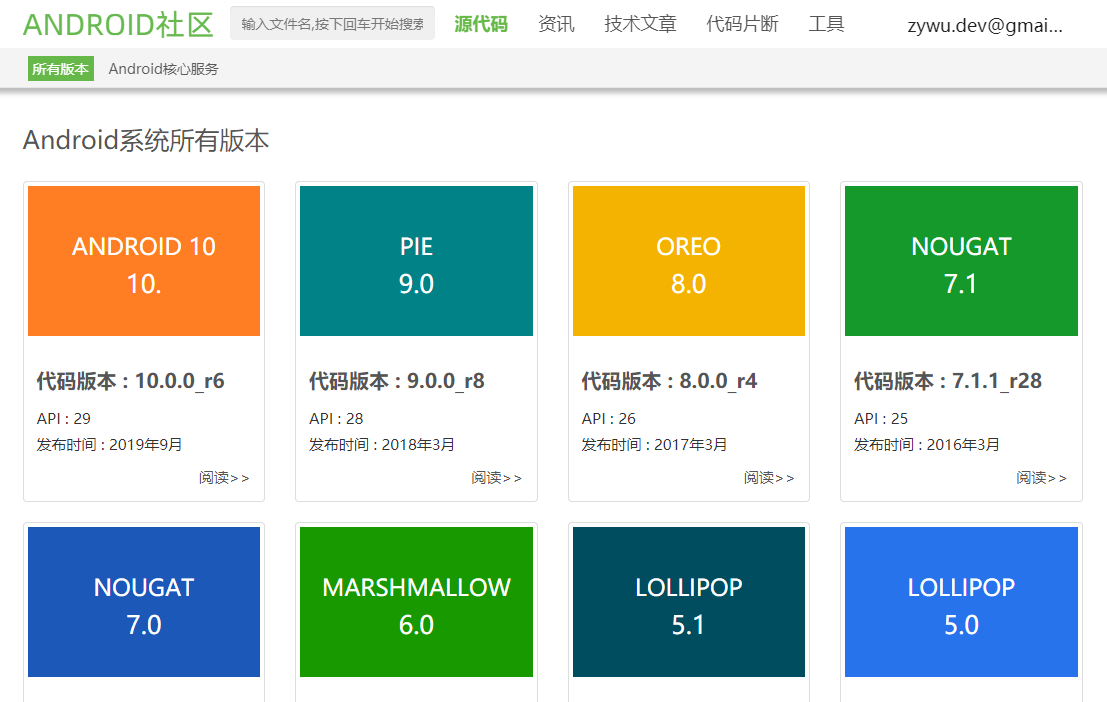 ANDROID社区 输入文件名,按下回车开始搜索 源代码 资讯 技术文章 代码片断 工具 zywu.dev@gmai...
所有版本 Android核心服务
Android系统所有版本
ANDROID 10
10.
代码版本 : 10.0.0_r6
API : 29
发布时间 : 2019年9月
阅读>>
PIE
9.0
代码版本 : 9.0.0_r8
API : 28
发布时间 : 2018年3月
阅读>>
OREO
8.0
代码版本 : 8.0.0_r4
API : 26
发布时间 : 2017年3月
阅读>>
NOUGAT
7.1
代码版本 : 7.1.1_r28
API : 25
发布时间 : 2016年3月
阅读>>
NOUGAT
7.0
MARSHMALLOW
6.0
LOLLIPOP
5.1
LOLLIPOP
5.0